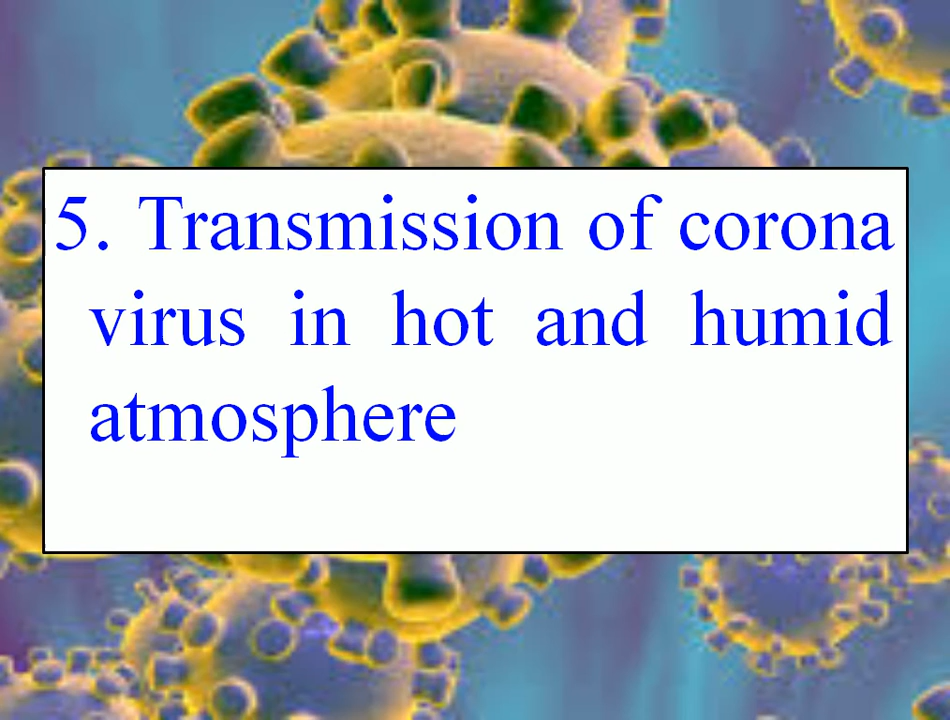 5. Transmission of corona
virus in hot and humid
atmosphere